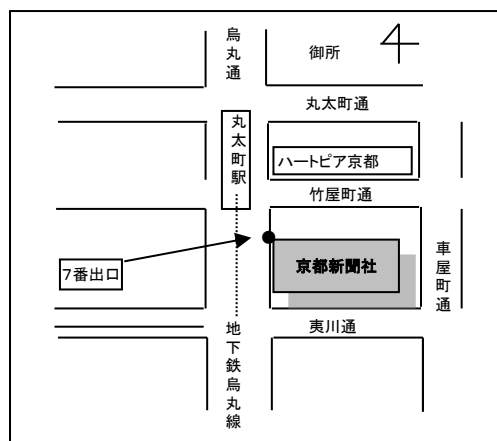 烏丸通
御所
丸太町通
丸太町駅
ハートピア京都
竹屋町通
7番出口
京都新聞社
車屋町通
夷川通
地下鉄烏丸線